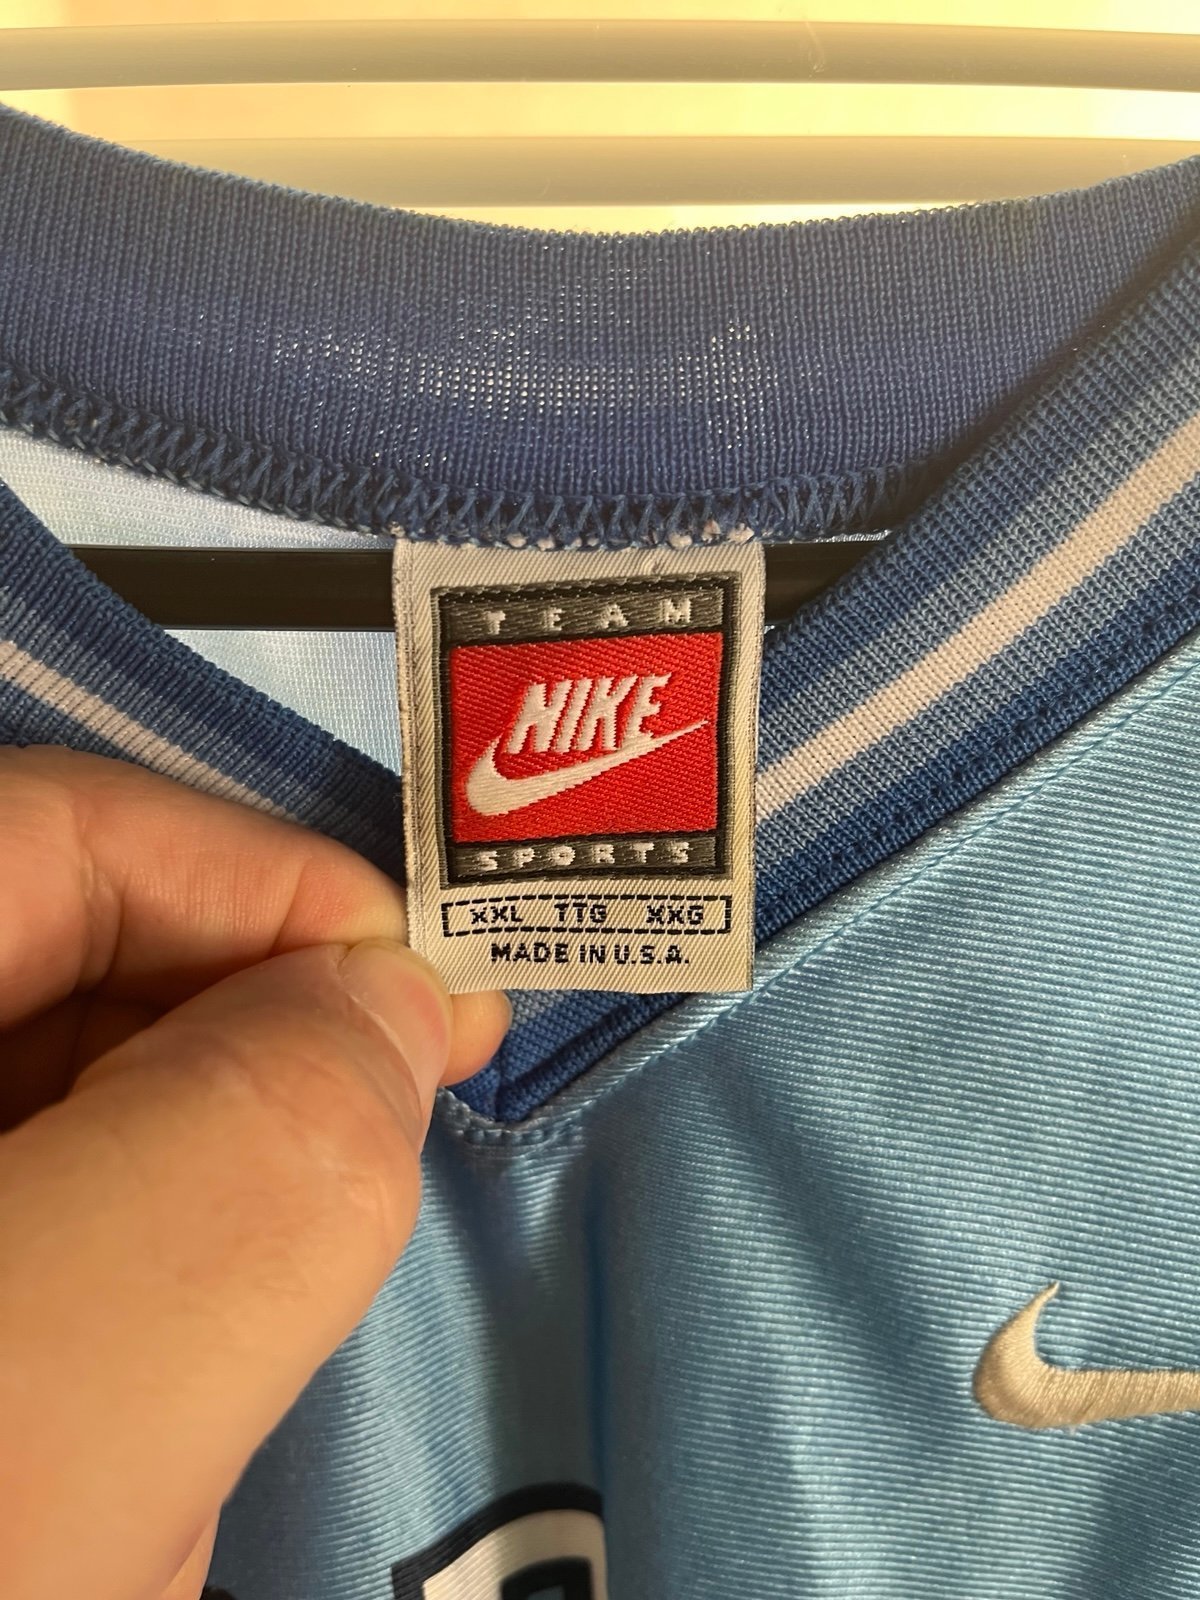 TEAM
NIKE
SPORTS
XXL TTG XXG
MADE IN U.S.A.